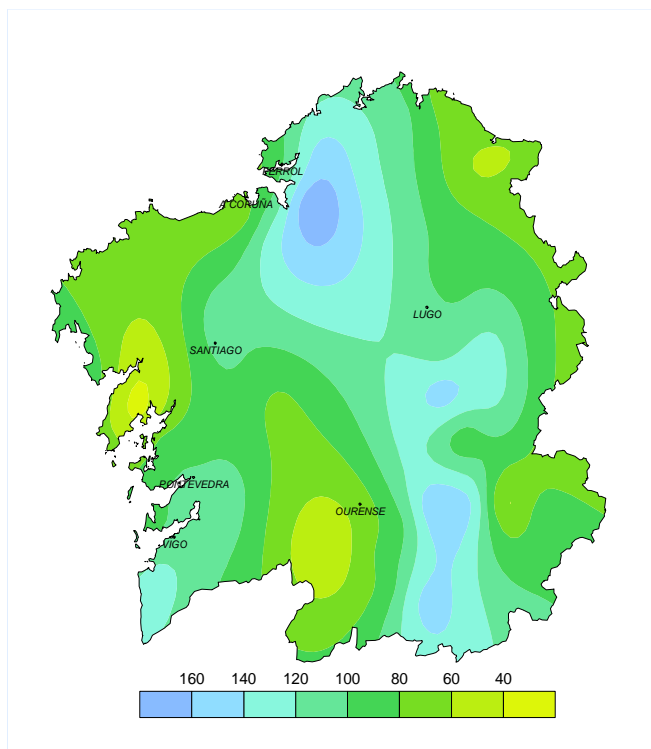 FERROL
A CORUÑA
LUGO
SANTIAGO
PONTEVEDRA
OURENSE
VIGO
160 140 120 100 80 60 40